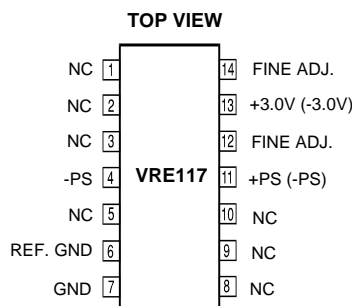 TOP VIEW
NC 1 14 FINE ADJ.
NC 2 13 +3.0V (-3.0V)
NC 3 12 FINE ADJ.
-PS 4 VRE117 11 +PS (-PS)
NC 5 10 NC
REF. GND 6 9 NC
GND 7 8 NC